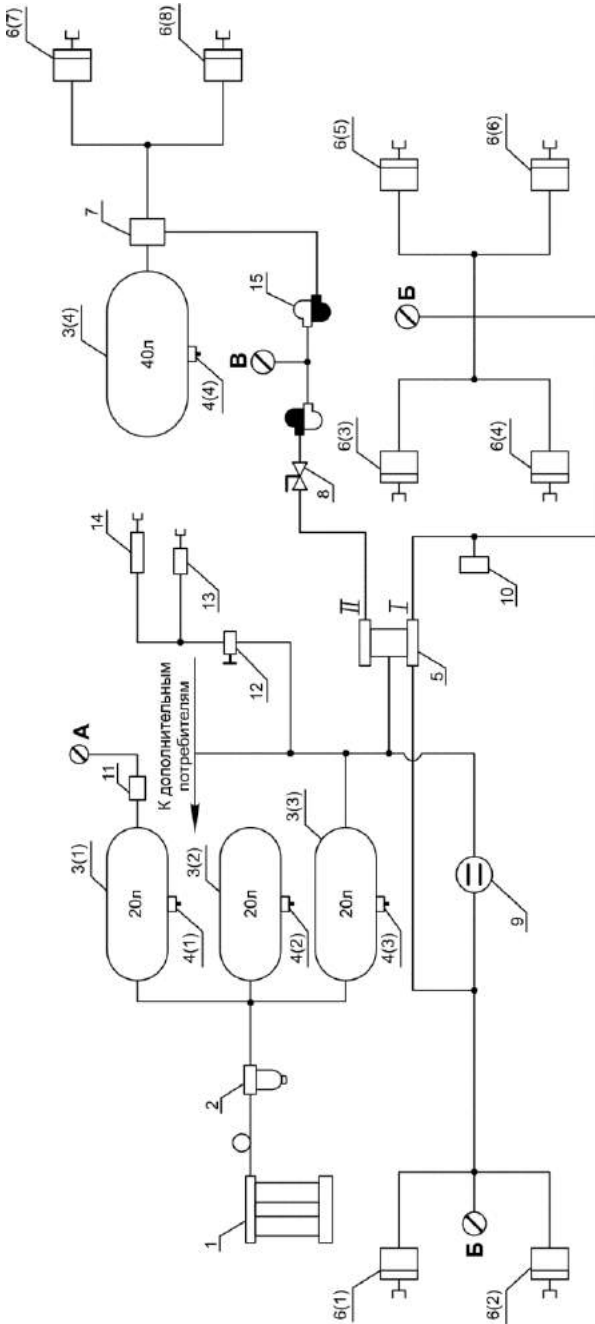 6(7)
6(8)
7
3(4)
40л
4(4)
15
В
8
6(5)
6(6)
Б
6(3)
6(4)
10
14
13
12
II
I
5
А
11
К дополнительным
потребителям
3(1)
20л
4(1)
3(2)
20л
4(2)
3(3)
20л
4(3)
9
2
1
6(1)
Б
6(2)